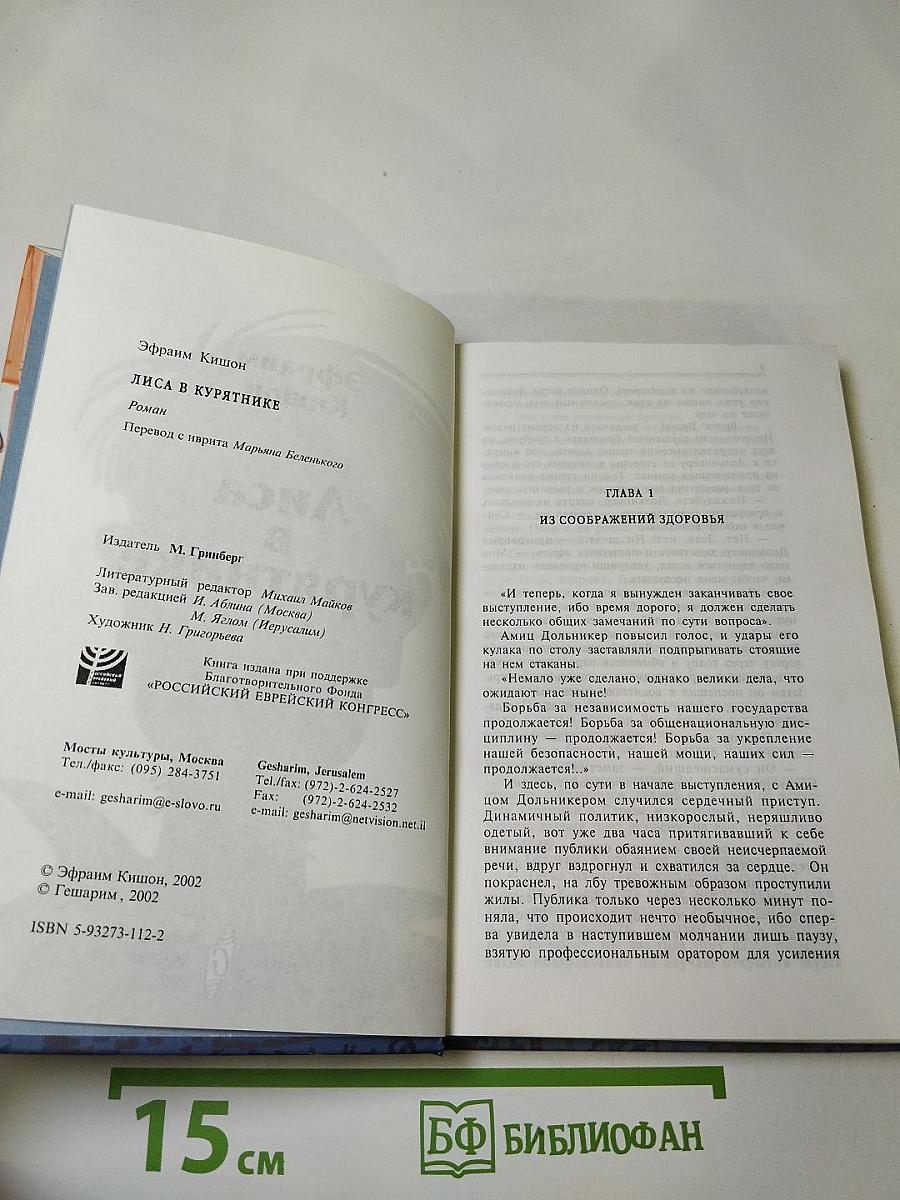 Эфраим Кишон
ЛИСА В КУРЯТНИКЕ
Роман
Перевод с иврита Марьяна Беленького
Издатель М. Гринберг
Литературный редактор Михаил Майков
Зав. редакцией И. Аблина (Москва)
М. Яглом (Иерусалим)
Художник Н. Григорьева
Книга издана при поддержке
Благотворительного Фонда
«РОССИЙСКИЙ ЕВРЕЙСКИЙ КОНГРЕСС»
Мосты культуры, Москва
Тел./факс: (095) 284-3751
e-mail: gesharim@e-slovo.ru
Gesharim, Jerusalem
Tel./fax: (972)-2-624-2527
Fax: (972)-2-624-2532
e-mail: gesharim@netvision.net.il
© Эфраим Кишон, 2002
© Гешарим, 2002
ISBN 5-93273-112-2
ГЛАВА 1
ИЗ СООБРАЖЕНИЙ ЗДОРОВЬЯ
«И теперь, когда я вынужден заканчивать свое
выступление, ибо время дорого, я должен сделать
несколько общих замечаний по сути вопроса».
Амиц Дольникер повысил голос, и удары его
кулака по столу заставляли подпрыгивать стоящие
на нем стаканы.
«Немало уже сделано, однако велики дела, что
ожидают нас ныне!
Борьба за независимость нашего государства
продолжается! Борьба за общенациональную дис-
циплину — продолжается! Борьба за укрепление
нашей безопасности, нашей мощи, наших сил —
продолжается!..»
И здесь, по сути в начале выступления, с Ами-
цом Дольникером случился сердечный приступ.
Динамичный политик, низкорослый, неряшливо
одетый, вот уже два часа притягивавший к себе
внимание публики обаянием своей неисчерпаемой
речи, вдруг вздрогнул и схватился за сердце. Он
покраснел, на лбу тревожным образом проступили
жилы. Публика только через несколько минут по-
няла, что происходит нечто необычное, ибо спер-
ва увидела в наступившем молчании лишь паузу,
взятую профессиональным оратором для усиления
15 см
БФ БИБЛИОФАН